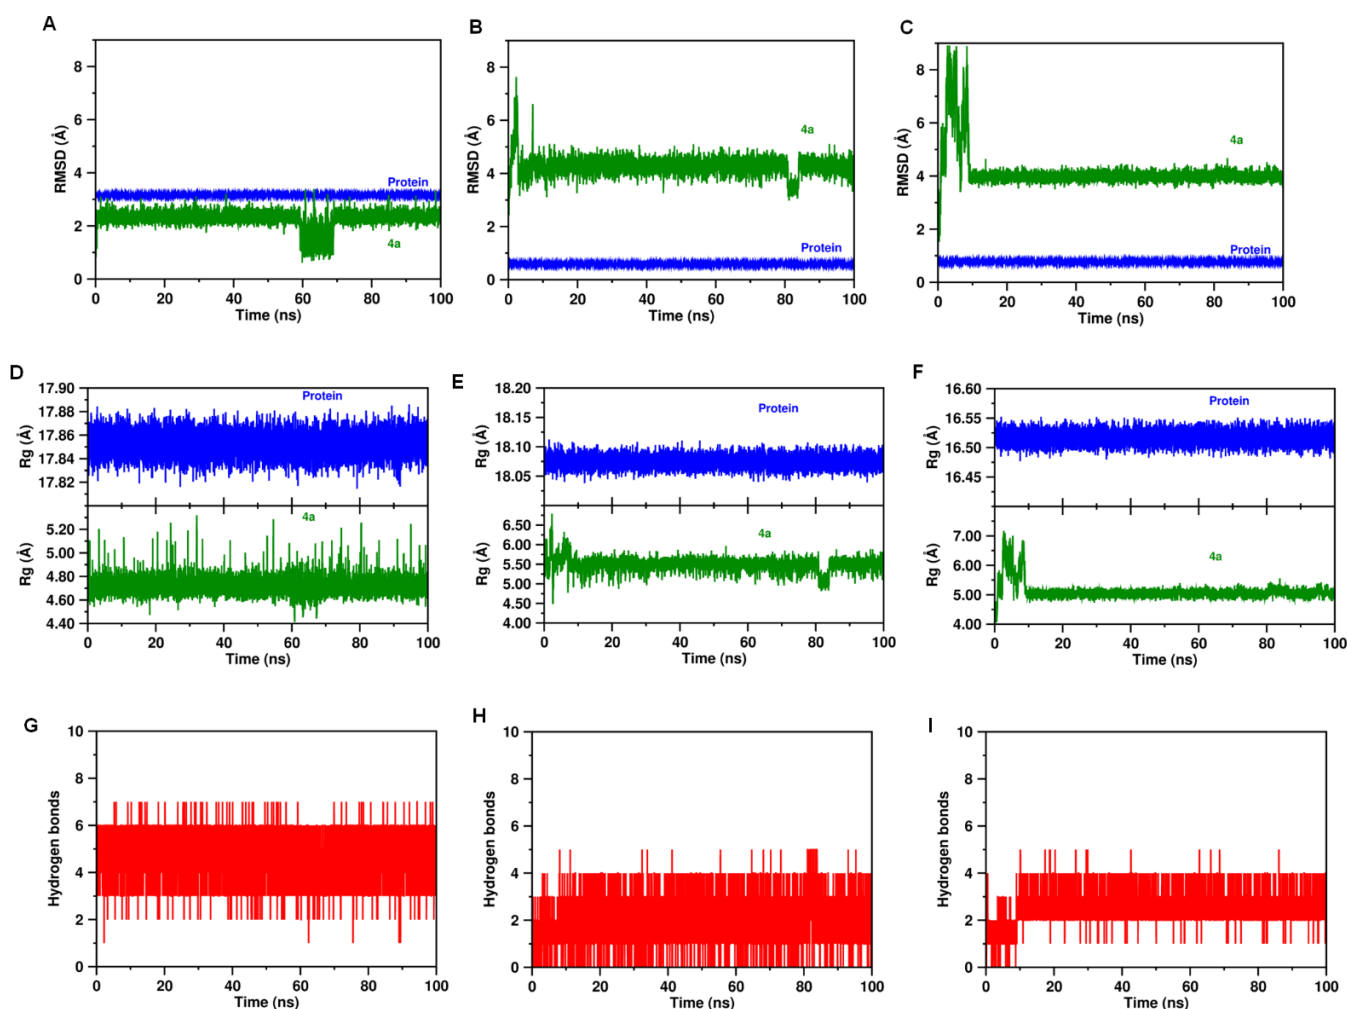 A
RMSD (Å)
8
6
4
2
0
Protein
4a
0 20 40 60 80 100
Time (ns)
B
RMSD (Å)
8
6
4
2
0
4a
Protein
0 20 40 60 80 100
Time (ns)
C
RMSD (Å)
8
6
4
2
0
4a
Protein
0 20 40 60 80 100
Time (ns)
D
Rg (Å)
17.90
17.88
17.86
17.84
17.82
Protein
Rg (Å)
5.20
5.00
4.80
4.60
4.40
4a
0 20 40 60 80 100
Time (ns)
E
Rg (Å)
18.20
18.15
18.10
18.05
Protein
Rg (Å)
6.50
6.00
5.50
5.00
4.50
4.00
4a
0 20 40 60 80 100
Time (ns)
F
Rg (Å)
16.60
16.55
16.50
16.45
Protein
Rg (Å)
7.00
6.00
5.00
4.00
4a
0 20 40 60 80 100
Time (ns)
G
Hydrogen bonds
10
8
6
4
2
0
0 20 40 60 80 100
Time (ns)
H
Hydrogen bonds
10
8
6
4
2
0
0 20 40 60 80 100
Time (ns)
I
Hydrogen bonds
10
8
6
4
2
0
0 20 40 60 80 100
Time (ns)